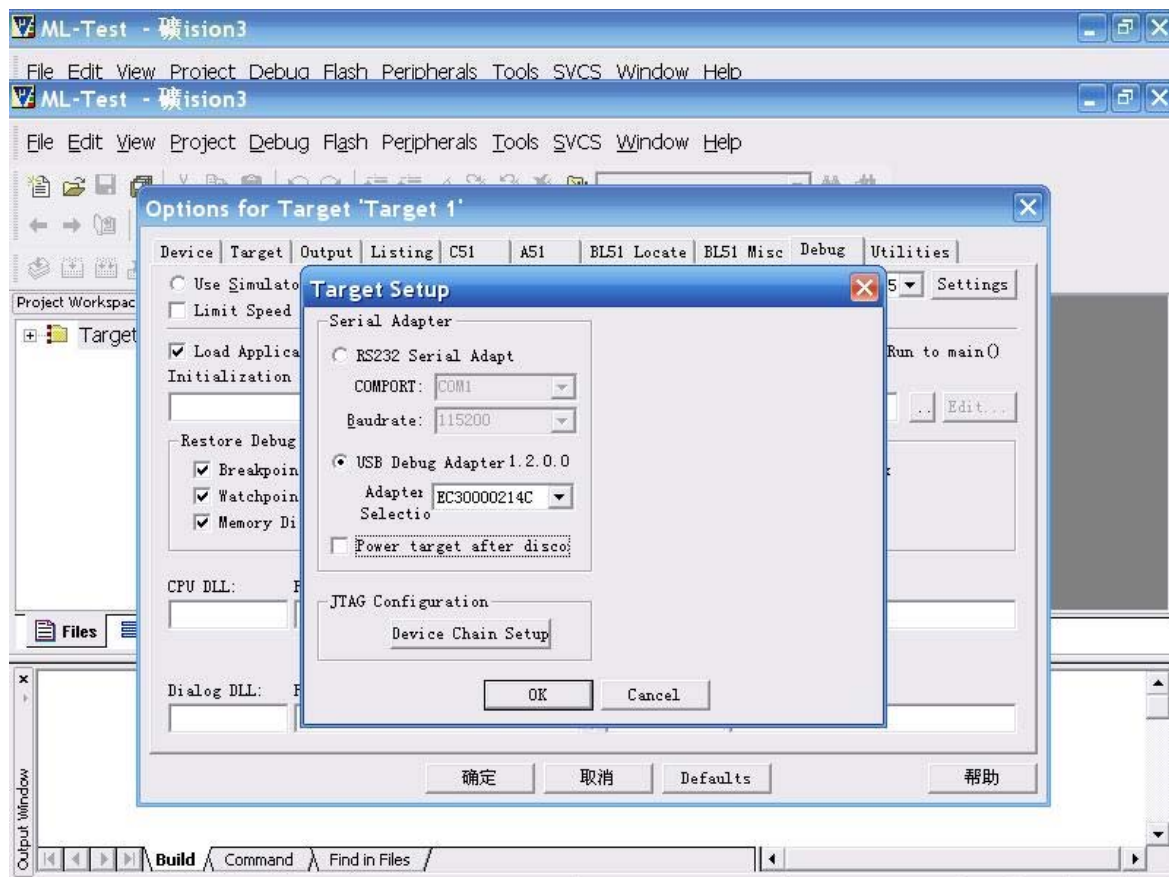 ML-Test - 礦ision3
File Edit View Project Debug Flash Peripherals Tools SVCS Window Help
ML-Test - 礦ision3
File Edit View Project Debug Flash Peripherals Tools SVCS Window Help
Options for Target 'Target 1'
Device Target Output Listing C51 A51 BL51 Locate BL51 Misc Debug Utilities
Use Simulato
5 Settings
Limit Speed
Target Setup
Project Workspac
Target
Load Applica
Run to main()
Initialization
.. Edit...
Restore Debug
Breakpoin
Watchpoin
Memory Di
CPU DLL:
Dialog DLL:
Serial Adapter
RS232 Serial Adapt
COMPORT: COM1
Baudrate: 115200
USB Debug Adapter 1.2.0.0
Adapter EC30000214C
Selectio
Power target after disco
JTAG Configuration
Device Chain Setup
OK Cancel
确定 取消 Defaults 帮助
Files
Output Window
Build Command Find in Files